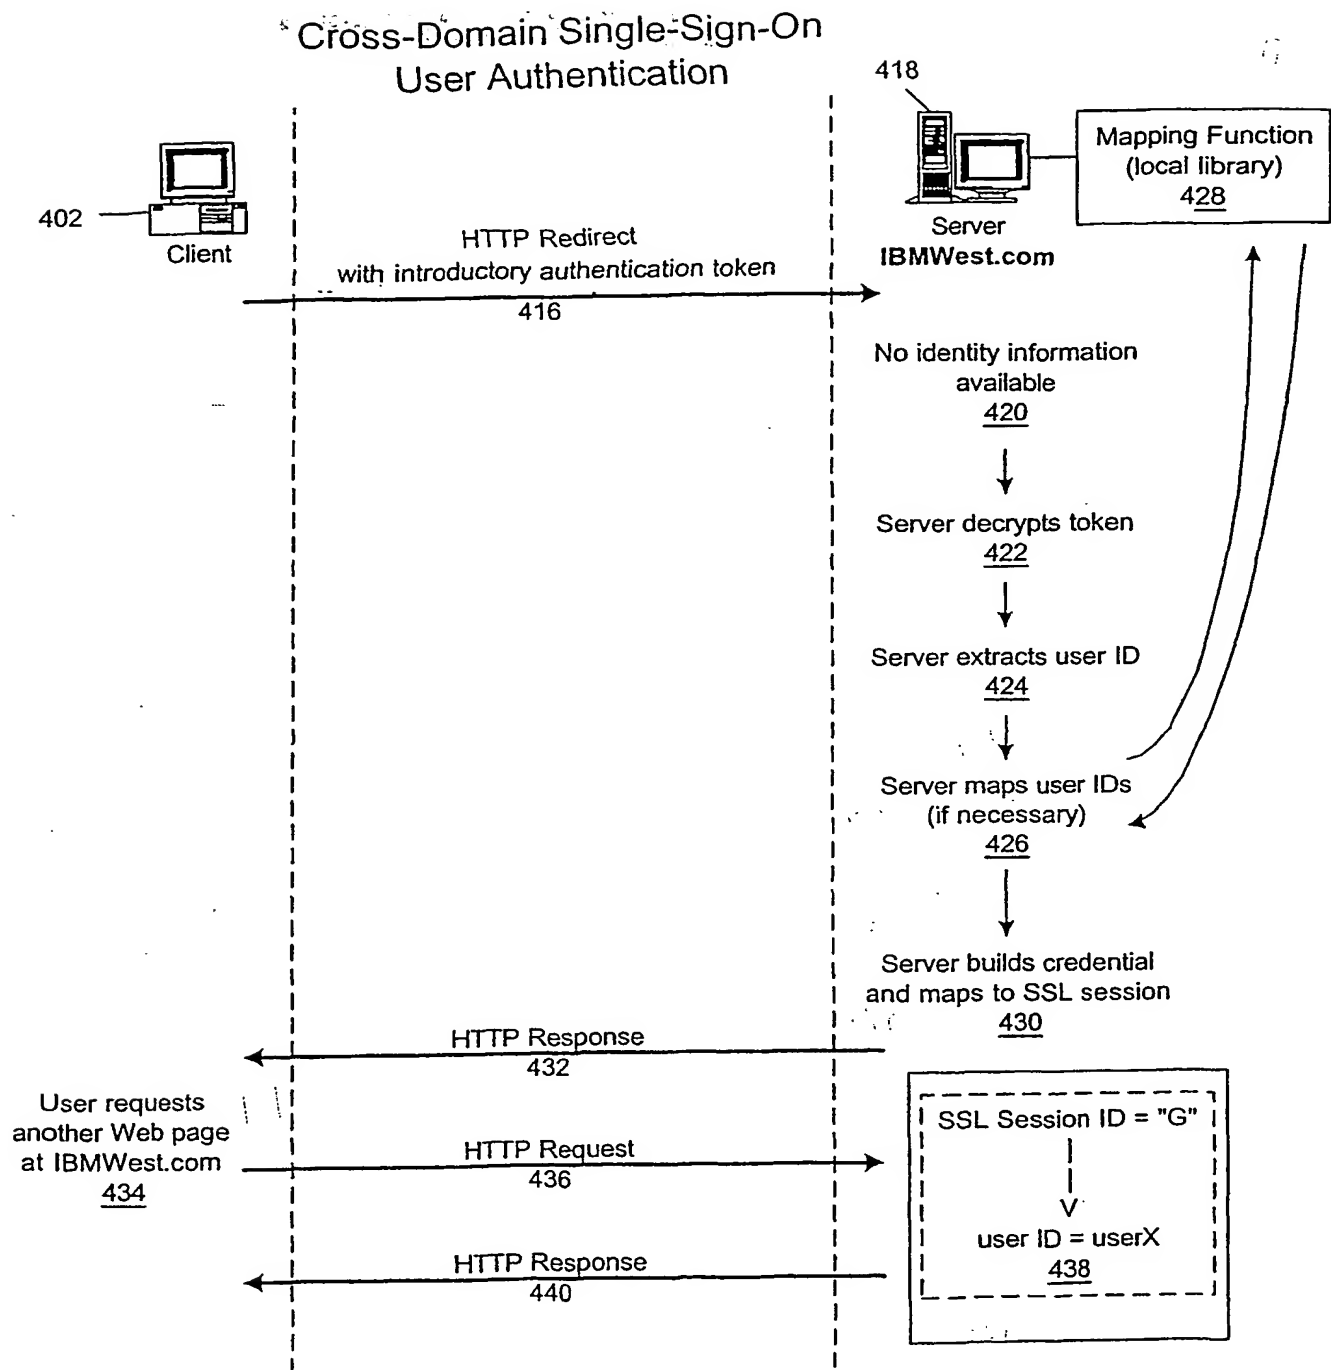 Cross-Domain Single-Sign-On
User Authentication
418
Mapping Function
(local library)
428
402
Client
Server
IBMWest.com
HTTP Redirect
with introductory authentication token
416
No identity information
available
420
Server decrypts token
422
Server extracts user ID
424
Server maps user IDs
(if necessary)
426
Server builds credential
and maps to SSL session
430
HTTP Response
432
User requests
another Web page
at IBMWest.com
434
HTTP Request
436
SSL Session ID = "G"
user ID = userX
438
HTTP Response
440